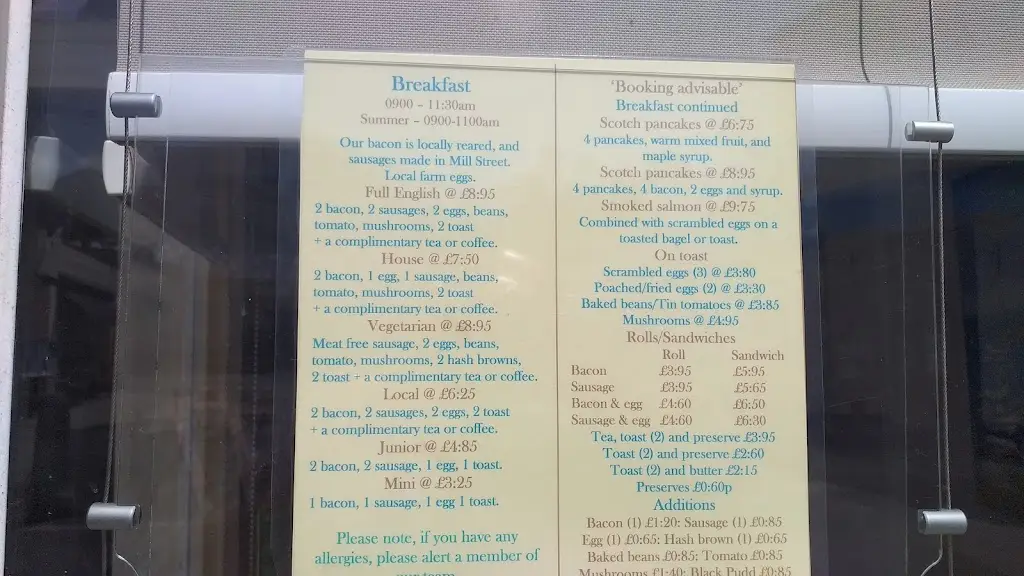 Breakfast
0900 – 11:30am
Summer – 0900-1100am
Our bacon is locally reared, and
sausages made in Mill Street.
Local farm eggs.
Full English @ £8:95
2 bacon, 2 sausages, 2 eggs, beans,
tomato, mushrooms, 2 toast
+ a complimentary tea or coffee.
House @ £7:50
2 bacon, 1 egg, 1 sausage, beans,
tomato, mushrooms, 2 toast
+ a complimentary tea or coffee.
Vegetarian @ £8:95
Meat free sausage, 2 eggs, beans,
tomato, mushrooms, 2 hash browns,
2 toast + a complimentary tea or coffee.
Local @ £6:25
2 bacon, 2 sausages, 2 eggs, 2 toast
+ a complimentary tea or coffee.
Junior @ £4:85
2 bacon, 2 sausage, 1 egg, 1 toast.
Mini @ £3:25
1 bacon, 1 sausage, 1 egg 1 toast.
Please note, if you have any
allergies, please alert a member of
our team
'Booking advisable'
Breakfast continued
Scotch pancakes @ £6:75
4 pancakes, warm mixed fruit, and
maple syrup.
Scotch pancakes @ £8:95
4 pancakes, 4 bacon, 2 eggs and syrup.
Smoked salmon @ £9:75
Combined with scrambled eggs on a
toasted bagel or toast.
On toast
Scrambled eggs (3) @ £3:80
Poached/fried eggs (2) @ £3:30
Baked beans/Tin tomatoes @ £3:85
Mushrooms @ £4:95
Rolls/Sandwiches
Roll Sandwich
Bacon £3:95 £5:95
Sausage £3:95 £5:65
Bacon & egg £4:60 £6:50
Sausage & egg £4:60 £6:30
Tea, toast (2) and preserve £3:95
Toast (2) and preserve £2:60
Toast (2) and butter £2:15
Preserves £0:60p
Additions
Bacon (1) £1:20: Sausage (1) £0:85
Egg (1) £0:65: Hash brown (1) £0:65
Baked beans £0:85: Tomato £0:85
Mushrooms £1:40: Black Pudd £0:85